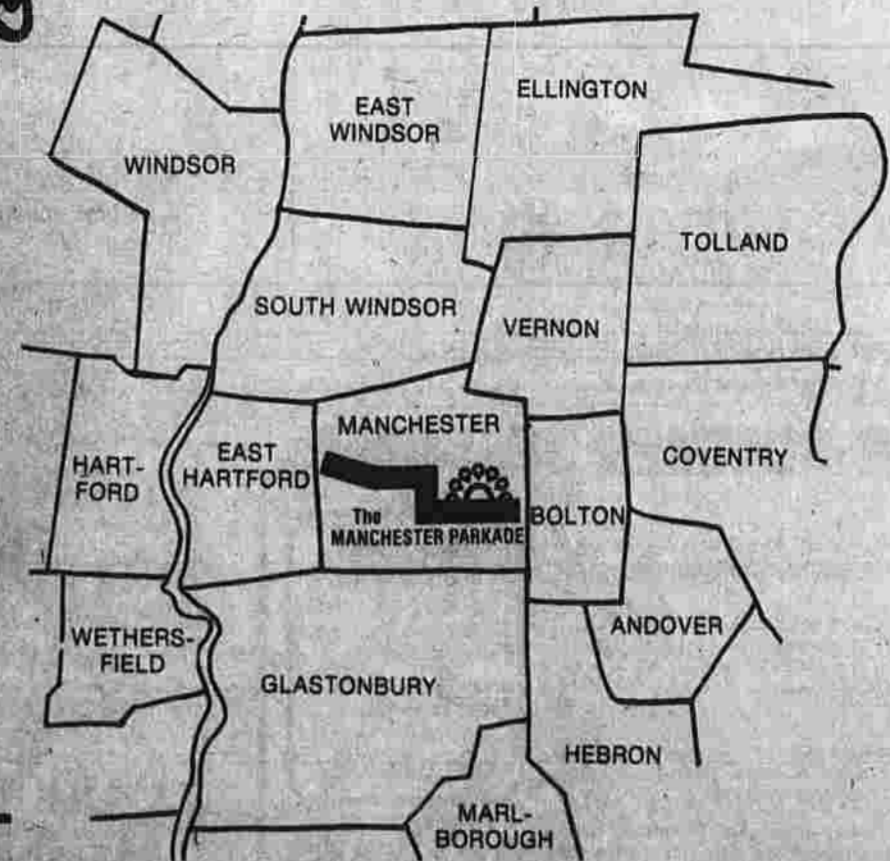 ELLINGTON
EAST
WINDSOR
WINDSOR
TOLLAND
SOUTH WINDSOR
VERNON
MANCHESTER
EAST
HARTFORD
HART-
FORD
COVENTRY
The
MANCHESTER PARKADE
BOLTON
ANDOVER
WETHERS-
FIELD
GLASTONBURY
HEBRON
MARL-
BOROUGH